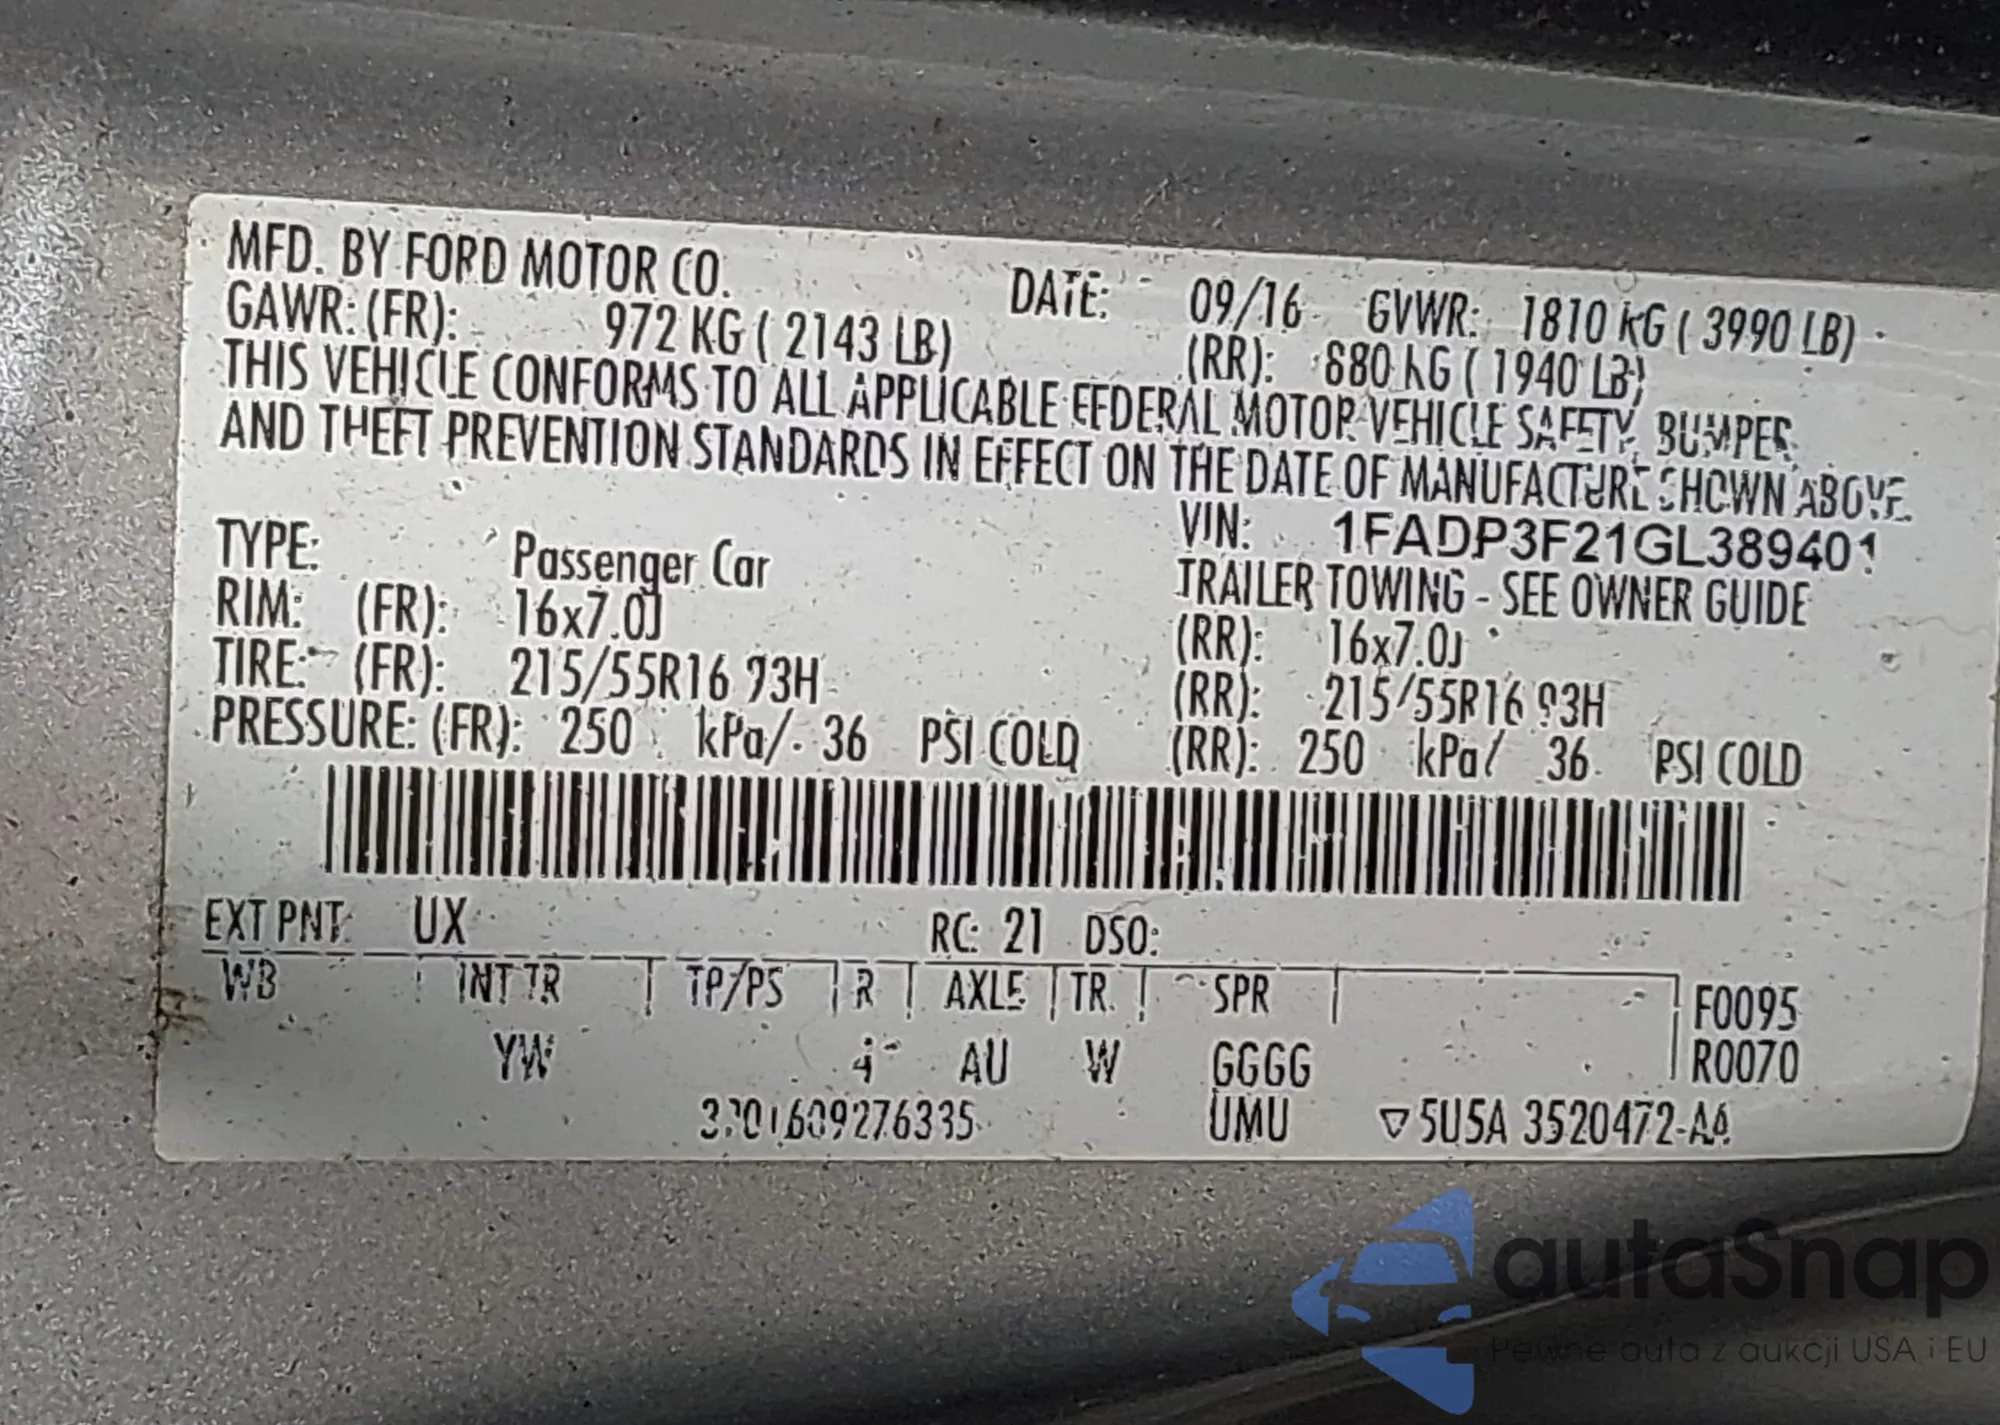 MFD. BY FORD MOTOR CO. DATE: 09/16 GVWR: 1810 KG ( 3990 LB)
GAWR: (FR): 972 KG ( 2143 LB) (RR): 880 KG ( 1940 LB)
THIS VEHICLE CONFORMS TO ALL APPLICABLE FEDERAL MOTOR VEHICLE SAFETY, BUMPER,
AND THEFT PREVENTION STANDARDS IN EFFECT ON THE DATE OF MANUFACTURE SHOWN ABOVE.
VIN: 1FADP3F21GL389401
TYPE: Passenger Car TRAILER TOWING - SEE OWNER GUIDE
RIM: (FR): 16x7.0J (RR): 16x7.0J
TIRE: (FR): 215/55R16 93H (RR): 215/55R16 93H
PRESSURE: (FR): 250 kPa/ 36 PSI COLD (RR): 250 kPa/ 36 PSI COLD
EXT PNT: UX RC: 21 DSO:
WB INT TR TP/PS R AXLE TR SPR F0095
YW 4 AU W GGGG R0070
UMU ▽5U5A 3520472-AA
autaSnap
Pewne auta z aukcji USA i EU